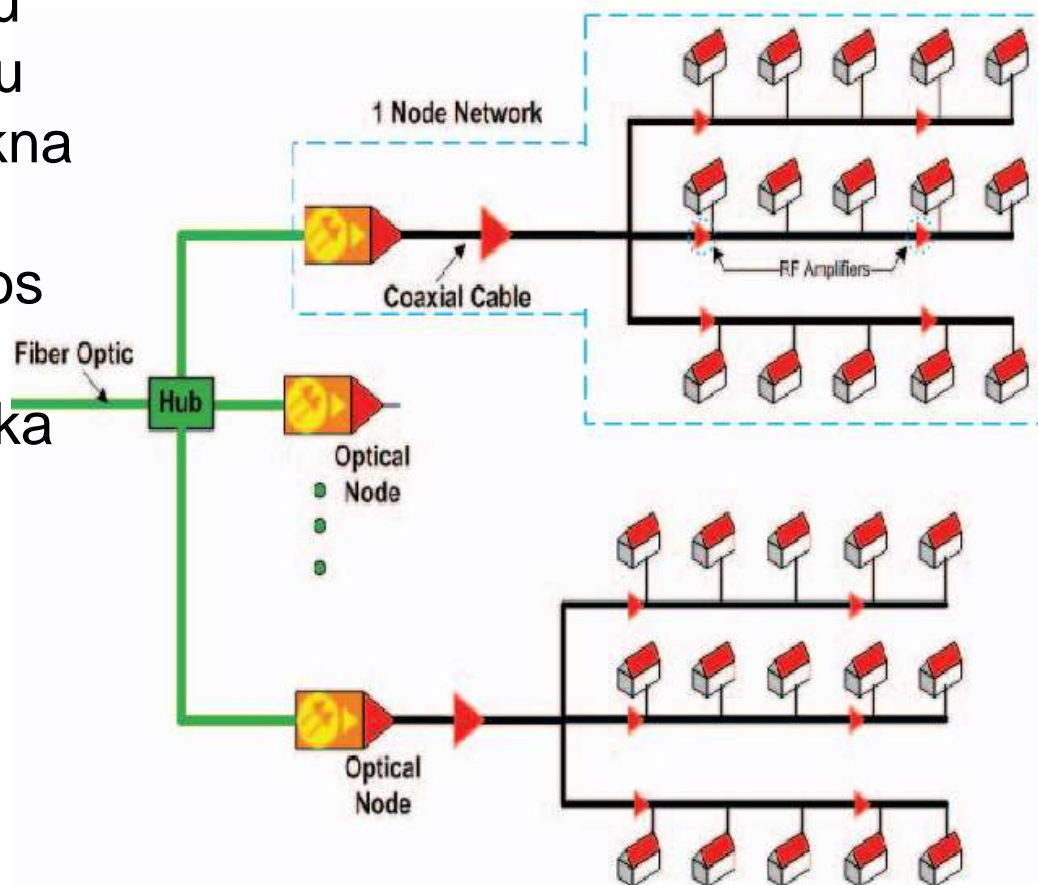 u
u
kna
os
ka
1 Node Network
Coaxial Cable
RF Amplifiers
Fiber Optic
Hub
Optical
Node
Optical
Node